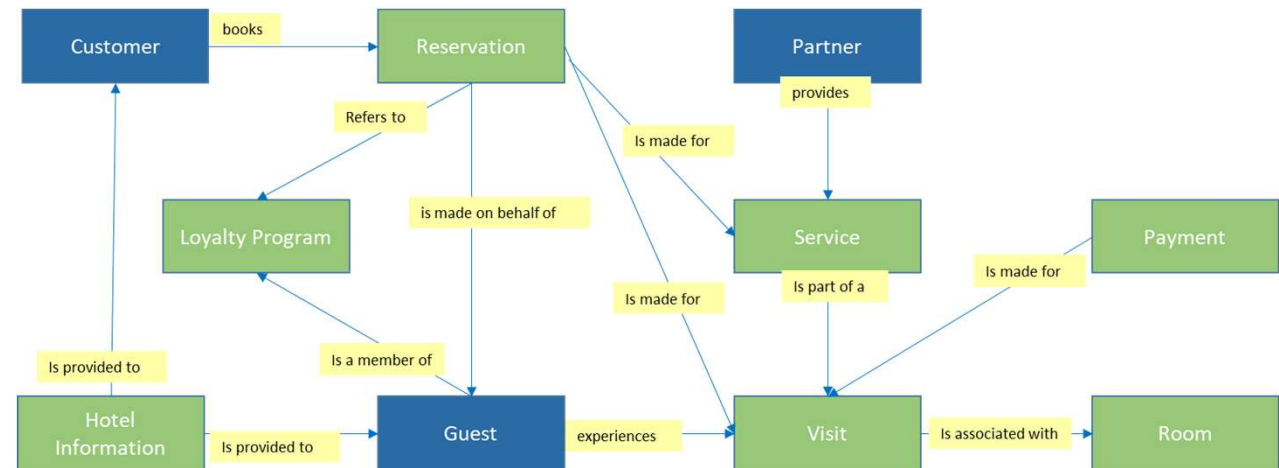 books
Customer
Reservation
Partner
provides
Refers to
Is made for
is made on behalf of
Loyalty Program
Service
Payment
Is made for
Is part of a
Is made for
Is provided to
Is a member of
Hotel
Information
Is provided to
Guest
experiences
Visit
Is associated with
Room